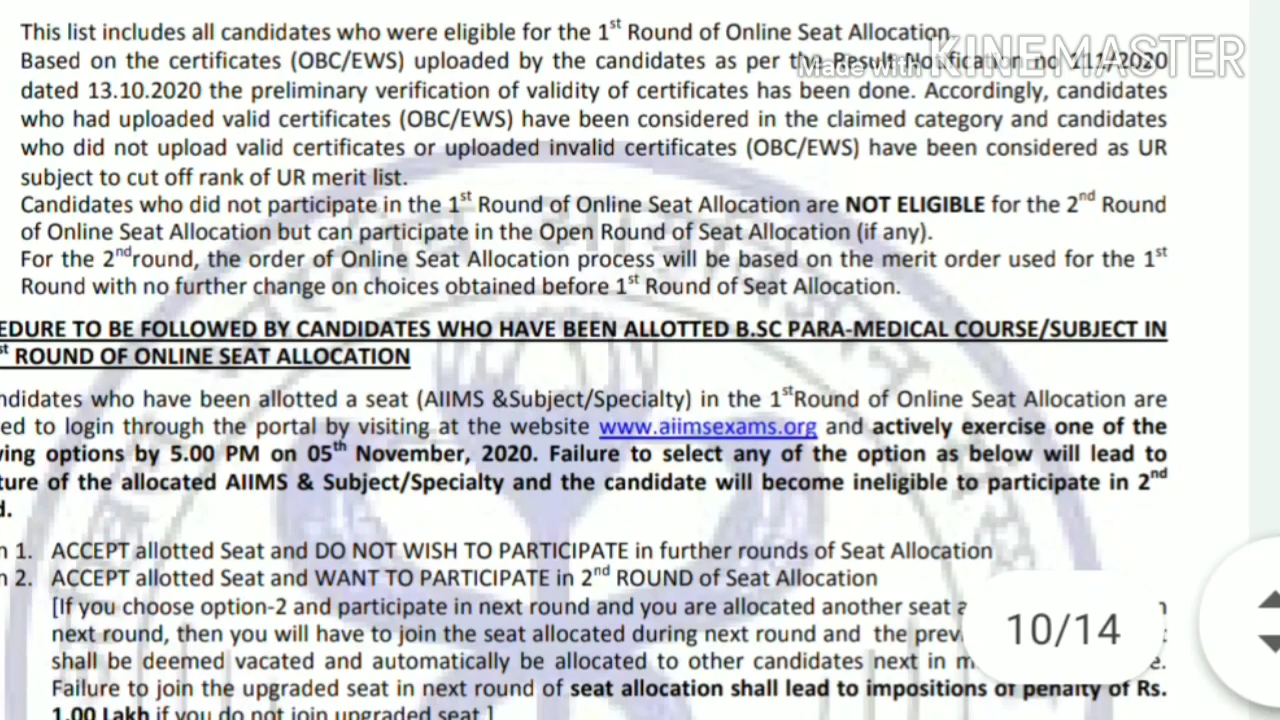 This list includes all candidates who were eligible for the 1st Round of Online Seat Allocation.
Based on the certificates (OBC/EWS) uploaded by the candidates as per the Result Notification no 111/2020
Made with KINEMASTER
dated 13.10.2020 the preliminary verification of validity of certificates has been done. Accordingly, candidates
who had uploaded valid certificates (OBC/EWS) have been considered in the claimed category and candidates
who did not upload valid certificates or uploaded invalid certificates (OBC/EWS) have been considered as UR
subject to cut off rank of UR merit list.
Candidates who did not participate in the 1st Round of Online Seat Allocation are NOT ELIGIBLE for the 2nd Round
of Online Seat Allocation but can participate in the Open Round of Seat Allocation (if any).
For the 2ndround, the order of Online Seat Allocation process will be based on the merit order used for the 1st
Round with no further change on choices obtained before 1st Round of Seat Allocation.
EDURE TO BE FOLLOWED BY CANDIDATES WHO HAVE BEEN ALLOTTED B.SC PARA-MEDICAL COURSE/SUBJECT IN
st ROUND OF ONLINE SEAT ALLOCATION
ndidates who have been allotted a seat (AIIMS &Subject/Specialty) in the 1stRound of Online Seat Allocation are
ed to login through the portal by visiting at the website www.aiimsexams.org and actively exercise one of the
ving options by 5.00 PM on 05th November, 2020. Failure to select any of the option as below will lead to
ture of the allocated AIIMS & Subject/Specialty and the candidate will become ineligible to participate in 2nd
d.
n 1. ACCEPT allotted Seat and DO NOT WISH TO PARTICIPATE in further rounds of Seat Allocation
n 2. ACCEPT allotted Seat and WANT TO PARTICIPATE in 2nd ROUND of Seat Allocation
[If you choose option-2 and participate in next round and you are allocated another seat
next round, then you will have to join the seat allocated during next round and the prev
10/14
shall be deemed vacated and automatically be allocated to other candidates next in m e.
Failure to join the upgraded seat in next round of seat allocation shall lead to impositions of penalty of Rs.
1.00 Lakh if you do not join upgraded seat.]